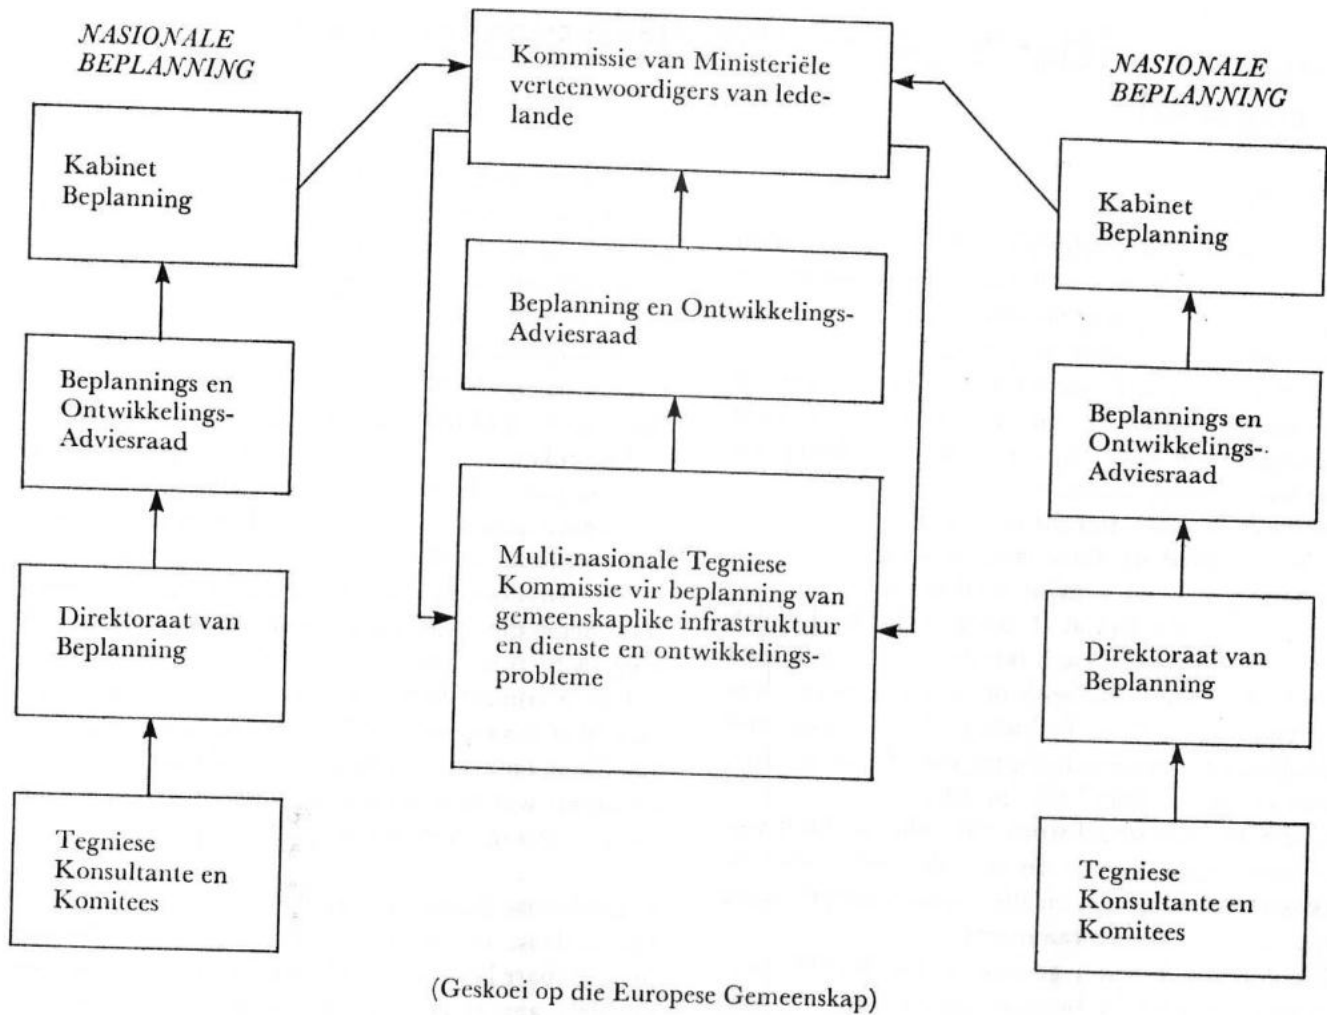 NASIONALE
BEPLANNING
Kabinet
Beplanning
Beplannings en
Ontwikkelings-
Adviesraad
Direktoraat van
Beplanning
Tegniese
Konsultante en
Komitees
Kommissie van Ministeriële
verteenwoordigers van lede-
lande
Beplanning en Ontwikkelings-
Adviesraad
Multi-nasionale Tegniese
Kommissie vir beplanning van
gemeenskaplike infrastruktuur
en dienste en ontwikkelings-
probleme
NASIONALE
BEPLANNING
Kabinet
Beplanning
Beplannings en
Ontwikkelings-
Adviesraad
Direktoraat van
Beplanning
Tegniese
Konsultante en
Komitees
(Geskoei op die Europese Gemeenskap)